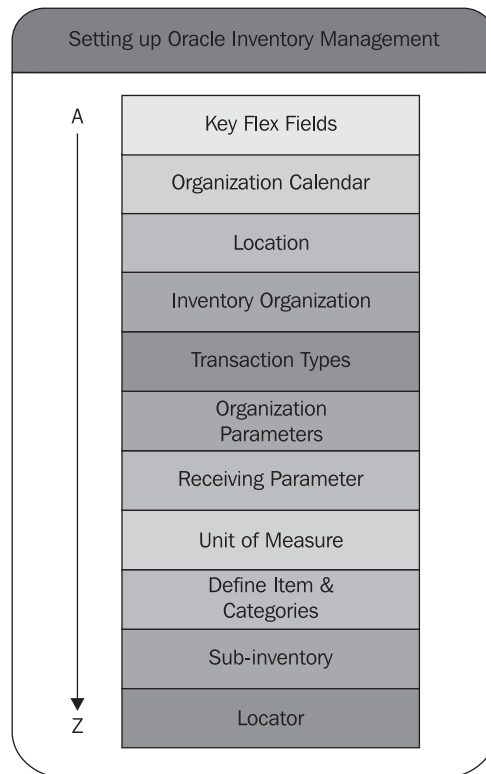 Setting up Oracle Inventory Management
A
Key Flex Fields
Organization Calendar
Location
Inventory Organization
Transaction Types
Organization
Parameters
Receiving Parameter
Unit of Measure
Define Item &
Categories
Sub-inventory
Z
Locator